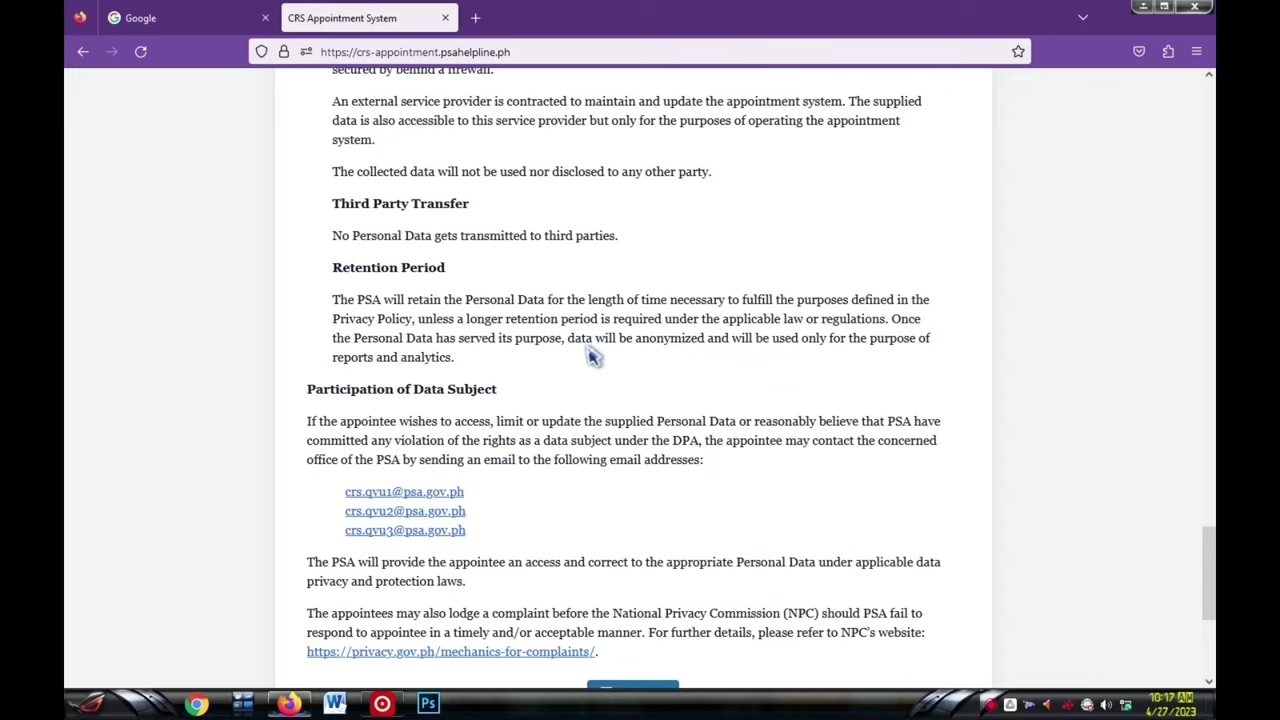 Google
CRS Appointment System
https://crs-appointment.psahelpline.ph
secured by behind a firewall.
An external service provider is contracted to maintain and update the appointment system. The supplied
data is also accessible to this service provider but only for the purposes of operating the appointment
system.
The collected data will not be used nor disclosed to any other party.
Third Party Transfer
No Personal Data gets transmitted to third parties.
Retention Period
The PSA will retain the Personal Data for the length of time necessary to fulfill the purposes defined in the
Privacy Policy, unless a longer retention period is required under the applicable law or regulations. Once
the Personal Data has served its purpose, data will be anonymized and will be used only for the purpose of
reports and analytics.
Participation of Data Subject
If the appointee wishes to access, limit or update the supplied Personal Data or reasonably believe that PSA have
committed any violation of the rights as a data subject under the DPA, the appointee may contact the concerned
office of the PSA by sending an email to the following email addresses:
crs.qvu1@psa.gov.ph
crs.qvu2@psa.gov.ph
crs.qvu3@psa.gov.ph
The PSA will provide the appointee an access and correct to the appropriate Personal Data under applicable data
privacy and protection laws.
The appointees may also lodge a complaint before the National Privacy Commission (NPC) should PSA fail to
respond to appointee in a timely and/or acceptable manner. For further details, please refer to NPC's website:
https://privacy.gov.ph/mechanics-for-complaints/.
W
Ps
10:17 AM
4/27/2023